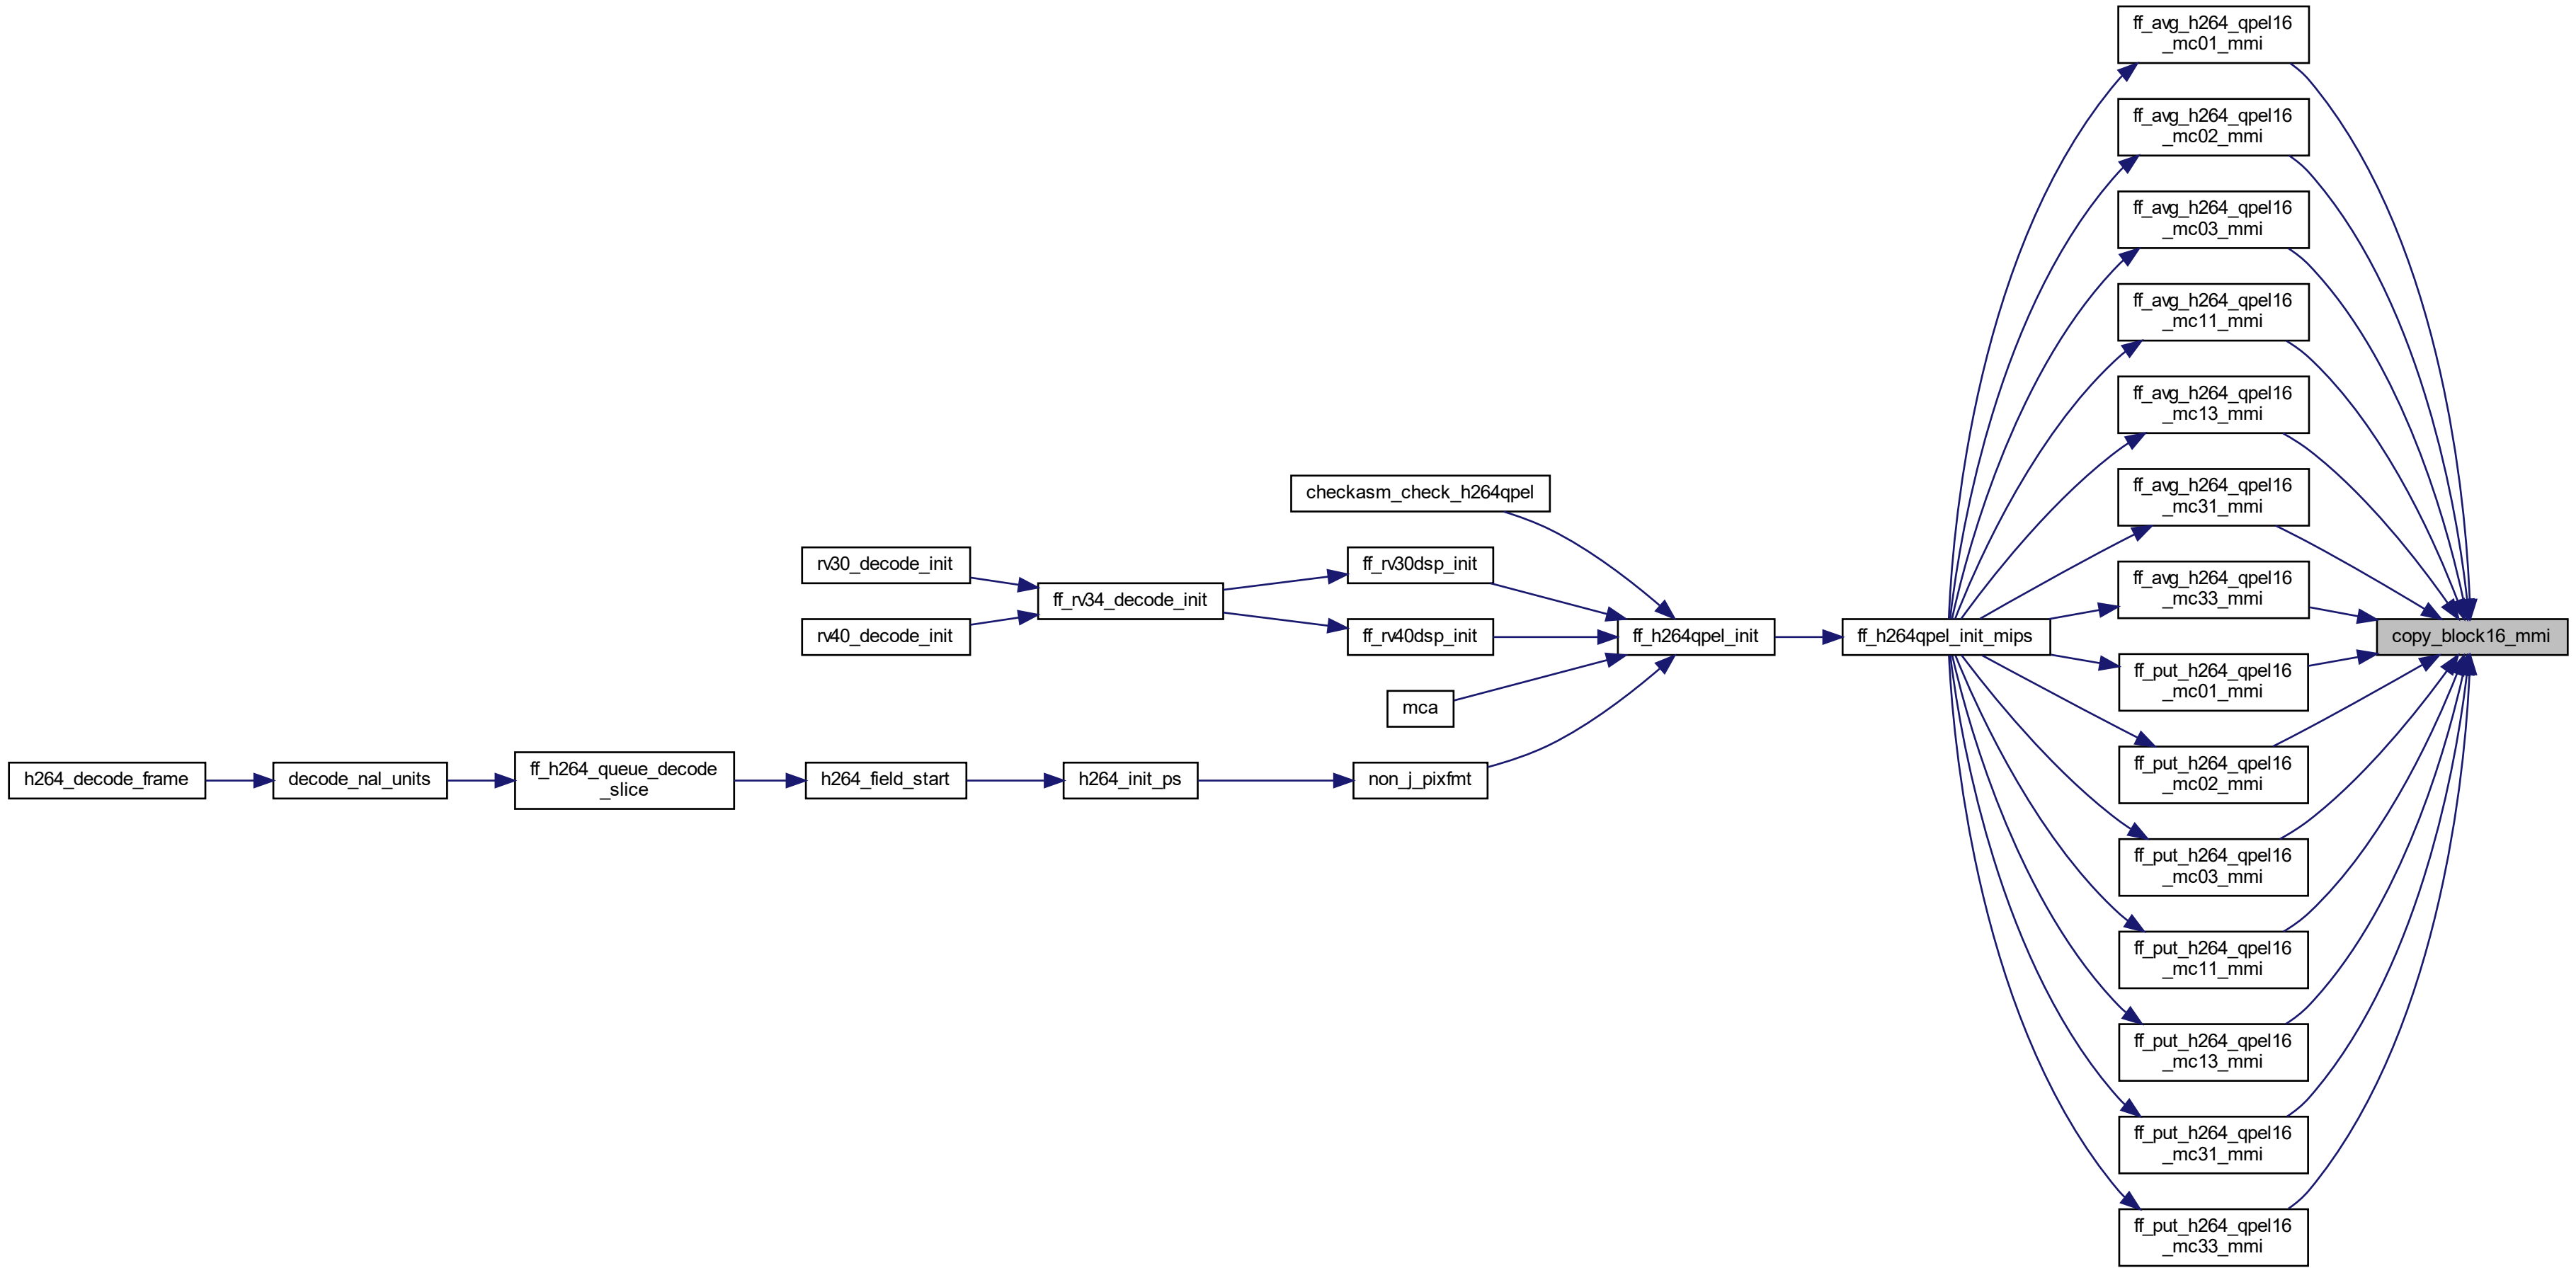 ff_avg_h264_qpel16
_mc01_mmi
ff_avg_h264_qpel16
_mc02_mmi
ff_avg_h264_qpel16
_mc03_mmi
ff_avg_h264_qpel16
_mc11_mmi
ff_avg_h264_qpel16
_mc13_mmi
checkasm_check_h264qpel
ff_avg_h264_qpel16
_mc31_mmi
rv30_decode_init
ff_rv34_decode_init
rv40_decode_init
ff_rv30dsp_init
ff_rv40dsp_init
ff_h264qpel_init
ff_h264qpel_init_mips
ff_avg_h264_qpel16
_mc33_mmi
copy_block16_mmi
ff_put_h264_qpel16
_mc01_mmi
mca
h264_decode_frame
decode_nal_units
ff_h264_queue_decode
_slice
h264_field_start
h264_init_ps
non_j_pixfmt
ff_put_h264_qpel16
_mc02_mmi
ff_put_h264_qpel16
_mc03_mmi
ff_put_h264_qpel16
_mc11_mmi
ff_put_h264_qpel16
_mc13_mmi
ff_put_h264_qpel16
_mc31_mmi
ff_put_h264_qpel16
_mc33_mmi